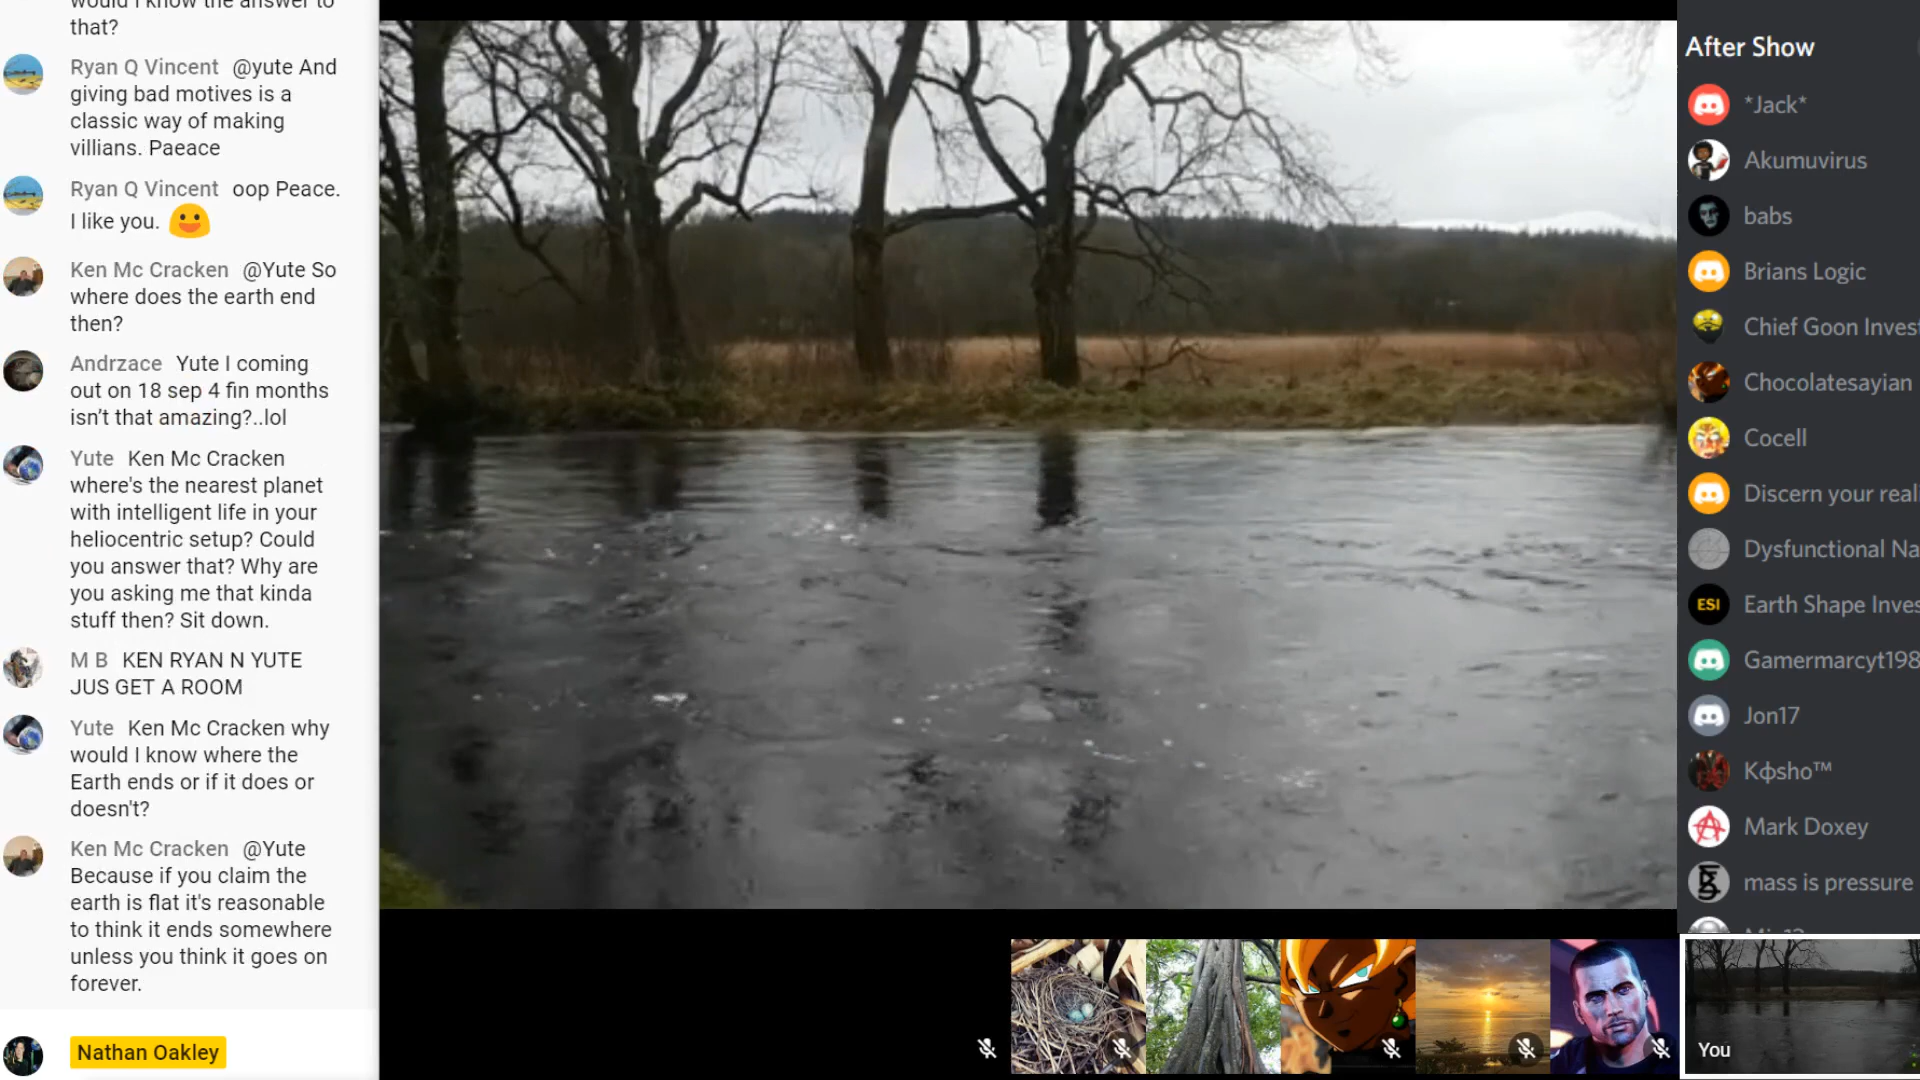 would I know the answer to
that?
Ryan Q Vincent @yute And
giving bad motives is a
classic way of making
villians. Paeace
Ryan Q Vincent oop Peace.
I like you.
Ken Mc Cracken @Yute So
where does the earth end
then?
Andrzace Yute I coming
out on 18 sep 4 fin months
isn't that amazing?..lol
Yute Ken Mc Cracken
where's the nearest planet
with intelligent life in your
heliocentric setup? Could
you answer that? Why are
you asking me that kinda
stuff then? Sit down.
M B KEN RYAN N YUTE
JUS GET A ROOM
Yute Ken Mc Cracken why
would I know where the
Earth ends or if it does or
doesn't?
Ken Mc Cracken @Yute
Because if you claim the
earth is flat it's reasonable
to think it ends somewhere
unless you think it goes on
forever.
Nathan Oakley
After Show
*Jack*
Akumuvirus
babs
Brians Logic
Chief Goon Invest
Chocolatesayian
Cocell
Discern your reali
Dysfunctional Na
ESI
Earth Shape Inves
Gamermarcyt198
Jon17
Kфsho™
Mark Doxey
mass is pressure
You